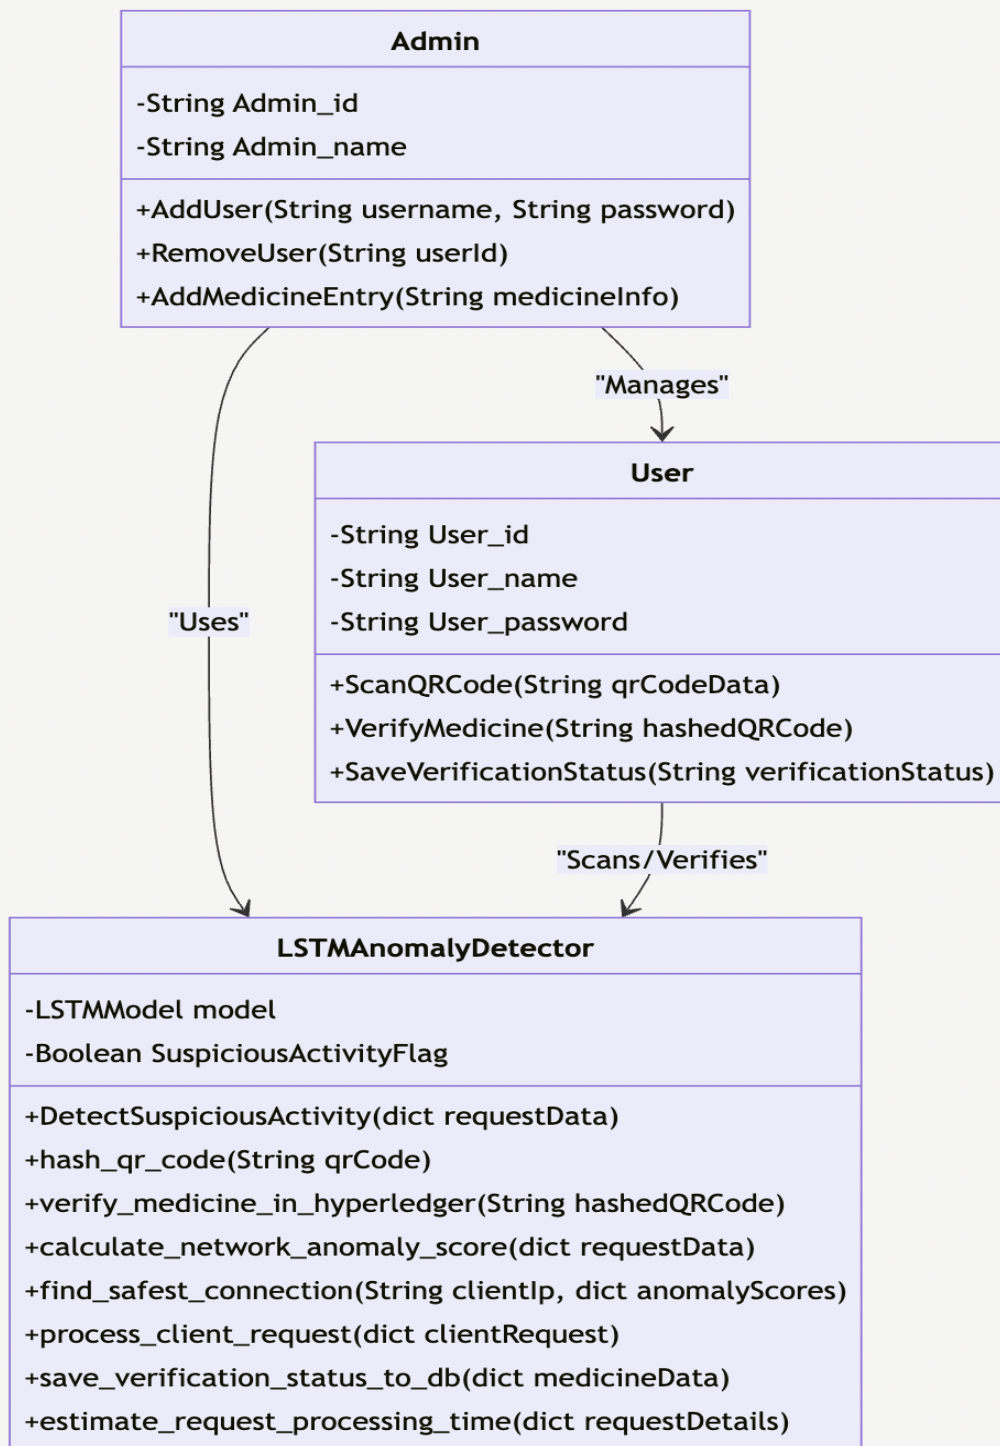 Admin
-String Admin_id
-String Admin_name
+AddUser(String username, String password)
+RemoveUser(String userId)
+AddMedicineEntry(String medicineInfo)
"Manages"
User
-String User_id
-String User_name
-String User_password
"Uses"
+ScanQRCode(String qrCodeData)
+VerifyMedicine(String hashedQRCode)
+SaveVerificationStatus(String verificationStatus)
"Scans/Verifies"
LSTMAnomalyDetector
-LSTMModel model
-Boolean SuspiciousActivityFlag
+DetectSuspiciousActivity(dict requestData)
+hash_qr_code(String qrCode)
+verify_medicine_in_hyperledger(String hashedQRCode)
+calculate_network_anomaly_score(dict requestData)
+find_safest_connection(String clientIp, dict anomalyScores)
+process_client_request(dict clientRequest)
+save_verification_status_to_db(dict medicineData)
+estimate_request_processing_time(dict requestDetails)